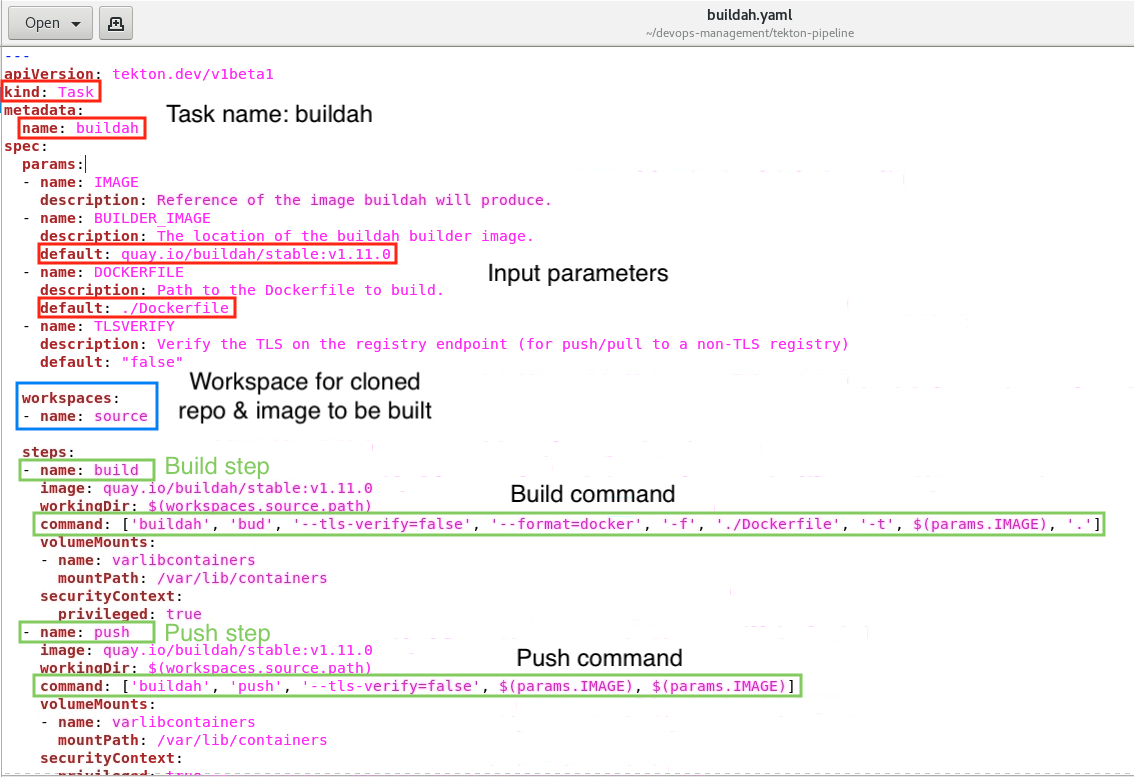 Open
buildah.yaml
~/devops-management/tekton-pipeline
---
apiVersion: tekton.dev/v1beta1
kind: Task
metadata:
Task name: buildah
name: buildah
spec:
params:
- name: IMAGE
description: Reference of the image buildah will produce.
- name: BUILDER_IMAGE
description: The location of the buildah builder image.
default: quay.io/buildah/stable:v1.11.0
- name: DOCKERFILE
Input parameters
description: Path to the Dockerfile to build.
default: ./Dockerfile
- name: TLSVERIFY
description: Verify the TLS on the registry endpoint (for push/pull to a non-TLS registry)
default: "false"
Workspace for cloned
repo & image to be built
workspaces:
- name: source
steps:
- name: build
Build step
image: quay.io/buildah/stable:v1.11.0
Build command
workingDir: $(workspaces.source.path)
command: ['buildah', 'bud', '--tls-verify=false', '--format=docker', '-f', './Dockerfile', '-t', $(params.IMAGE), '.']
volumeMounts:
- name: varlibcontainers
mountPath: /var/lib/containers
securityContext:
privileged: true
- name: push
Push step
image: quay.io/buildah/stable:v1.11.0
Push command
workingDir: $(workspaces.source.path)
command: ['buildah', 'push', '--tls-verify=false', $(params.IMAGE), $(params.IMAGE)]
volumeMounts:
- name: varlibcontainers
mountPath: /var/lib/containers
securityContext:
privileged: true